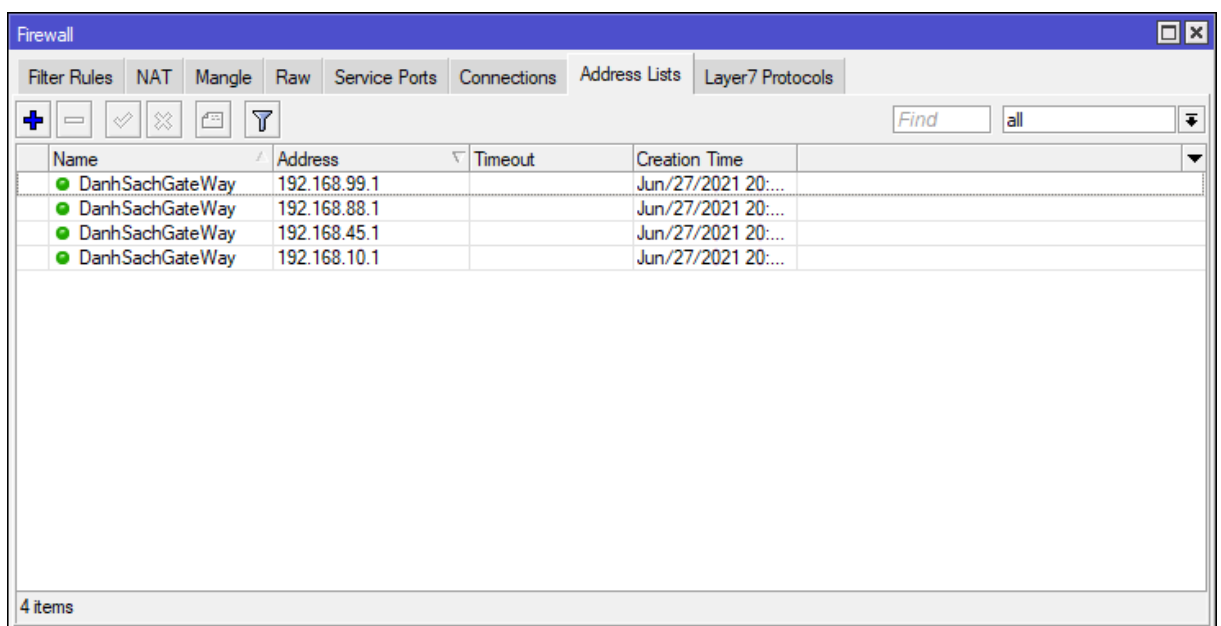 Firewall
Filter Rules NAT Mangle Raw Service Ports Connections Address Lists Layer7 Protocols
Find all
Name Address Timeout Creation Time
DanhSachGateWay 192.168.99.1 Jun/27/2021 20:...
DanhSachGateWay 192.168.88.1 Jun/27/2021 20:...
DanhSachGateWay 192.168.45.1 Jun/27/2021 20:...
DanhSachGateWay 192.168.10.1 Jun/27/2021 20:...
4 items